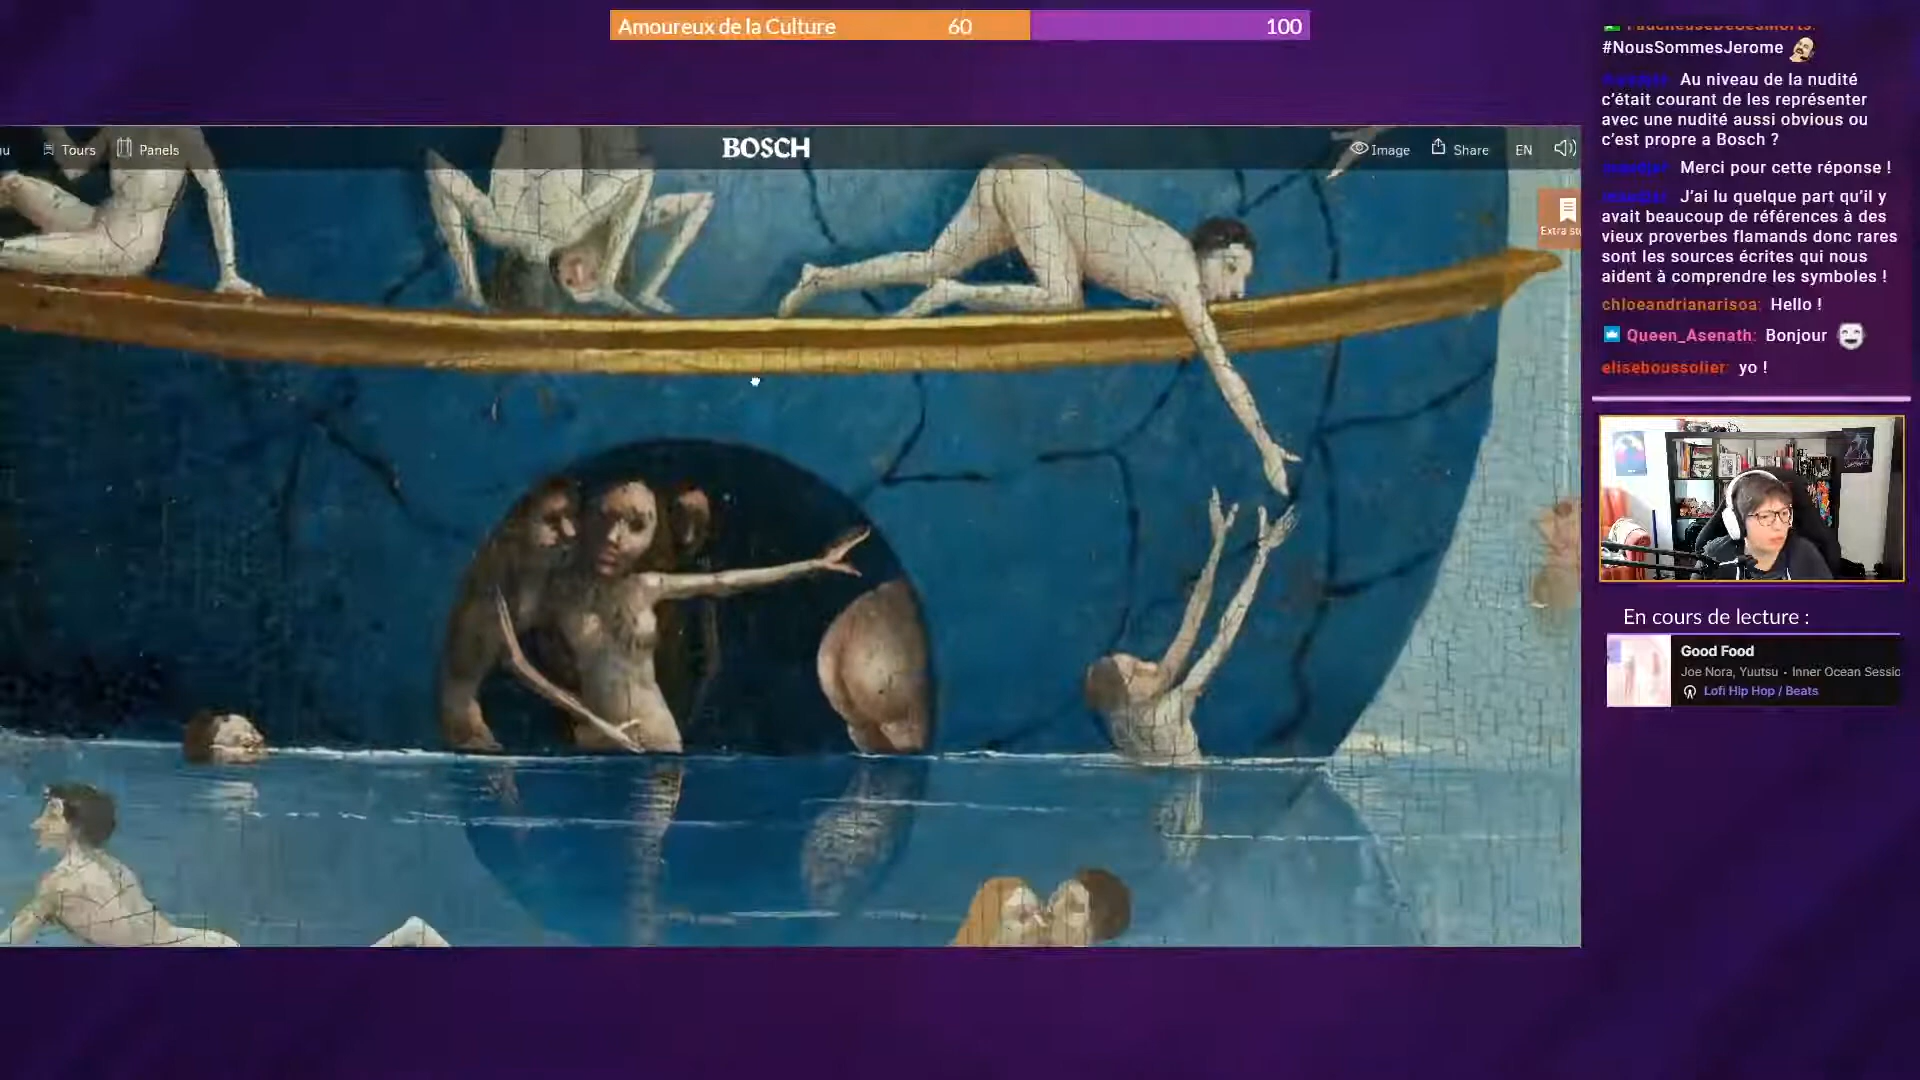 Amoureux de la Culture 60 100
Tours Panels BOSCH Image Share EN
#NousSommesJerome
Au niveau de la nudité
c'était courant de les représenter
avec une nudité aussi obvious ou
c'est propre a Bosch ?
Merci pour cette réponse !
J'ai lu quelque part qu'il y
avait beaucoup de références à des
vieux proverbes flamands donc rares
sont les sources écrites qui nous
aident à comprendre les symboles !
chloeandrianarisoa: Hello !
Queen_Asenath: Bonjour
eliseboussolier: yo !
En cours de lecture :
Good Food
Joe Nora, Yuutsu • Inner Ocean Sessic
Lofi Hip Hop / Beats